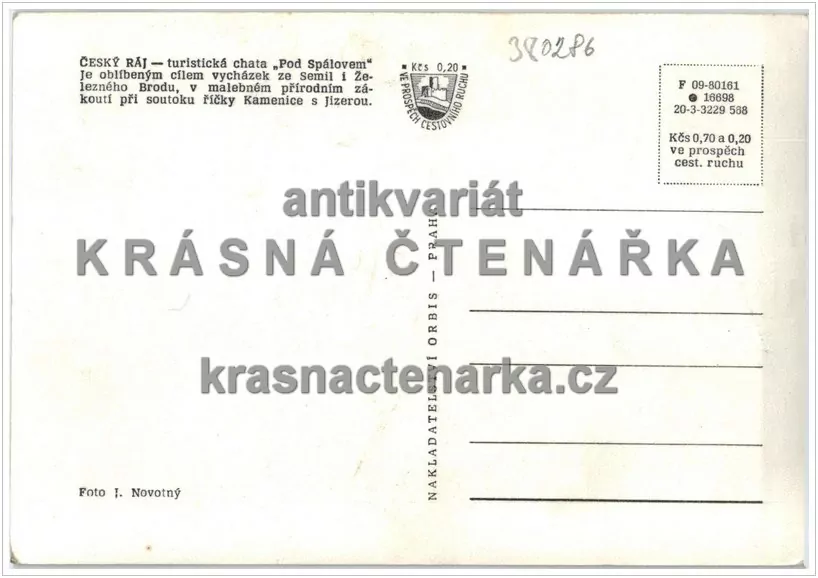 ČESKÝ RÁJ — turistická chata „Pod Spálovem"
Je oblíbeným cílem vycházek ze Semil i Že-
lezného Brodu, v malebném přírodním zá-
koutí při soutoku říčky Kamenice s Jizerou.
Kčs 0,20
VE PROSPĚCH CESTOVNÍHO RUCHU
380286
F 09-80161
16698
20-3-3229 588
Kčs 0,70 a 0,20
ve prospěch
cest. ruchu
antikvariát
KRÁSNÁ ČTENÁŘKA
krasnactenarka.cz
NAKLADATELSTVÍ ORBIS — PRAHA
Foto J. Novotný